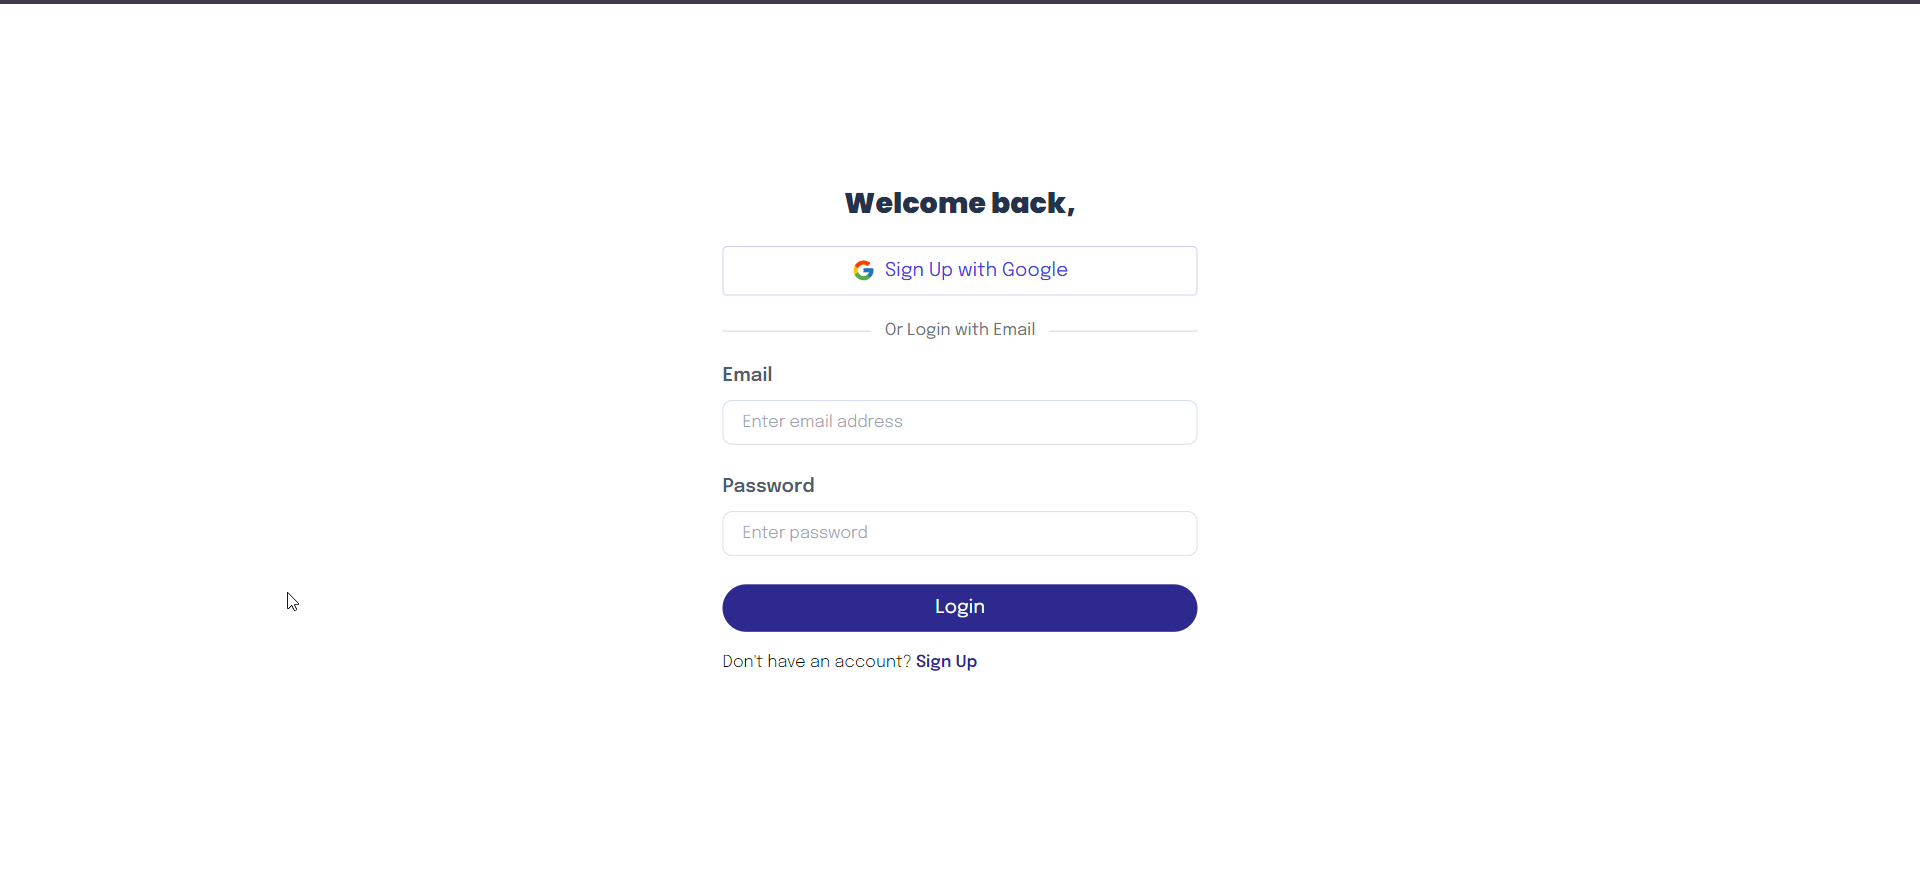 Welcome back,
Sign Up with Google
Or Login with Email
Email
Enter email address
Password
Enter password
Login
Don't have an account? Sign Up